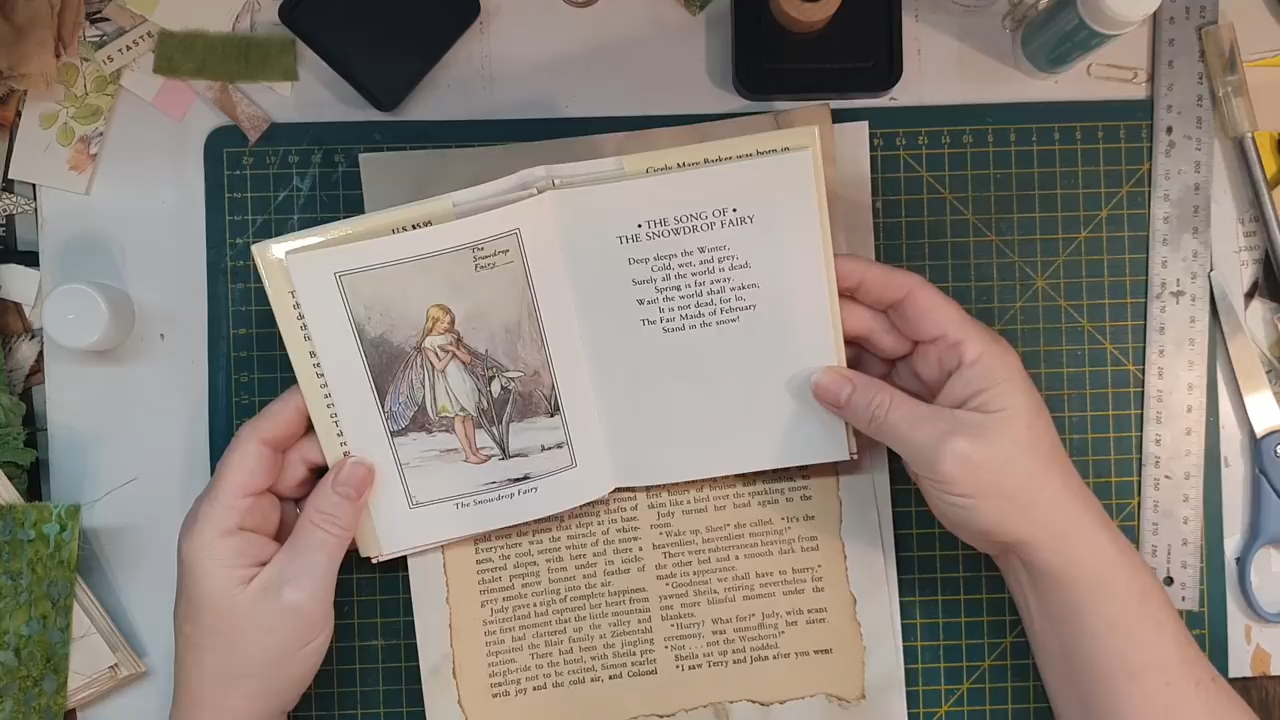 IS TASTE
U.S. $5.95
Cicely Mary Barker was born in
The
Snowdrop
Fairy
The Snowdrop Fairy
• THE SONG OF •
THE SNOWDROP FAIRY
Deep sleeps the Winter,
Cold, wet, and grey;
Surely all the world is dead;
Spring is far away.
Wait! the world shall waken;
It is not dead, for lo,
The Fair Maids of February
Stand in the snow!
peeping round
sending slanting shafts of
gold over the pines that slept at its base.
Everywhere was the miracle of white-
ness, the cool, serene white of the snow-
covered slopes, with here and there a
chalet peeping from under its icicle-
trimmed snow bonnet and feather of
grey smoke curling into the air.
Judy gave a sigh of complete happiness.
Switzerland had captured her heart from
the first moment that the little mountain
train had clattered up the valley and
deposited the Blair family at Ziebentahl
station. There had been the jingling
sleigh-ride to the hotel, with Sheila pre-
tending not to be excited, Simon scarlet
with joy and the cold air, and Colonel
first hours of bruises and tumbles, to
skim like a bird over the sparkling snow.
Judy turned her head again to the
room.
"Wake up, Shee!" she called. "It's the
heavenliest, heavenliest morning!"
There were subterranean heavings from
the other bed and a smooth dark head
made its appearance.
"Goodness! we shall have to hurry,"
yawned Sheila, retiring nevertheless for
one more blissful moment under the
blankets.
"Hurry? What for?" Judy, with scant
ceremony, was unmuffling her sister.
"Not . . . not the Weschorn?"
Sheila sat up and nodded.
"I saw Terry and John after you went